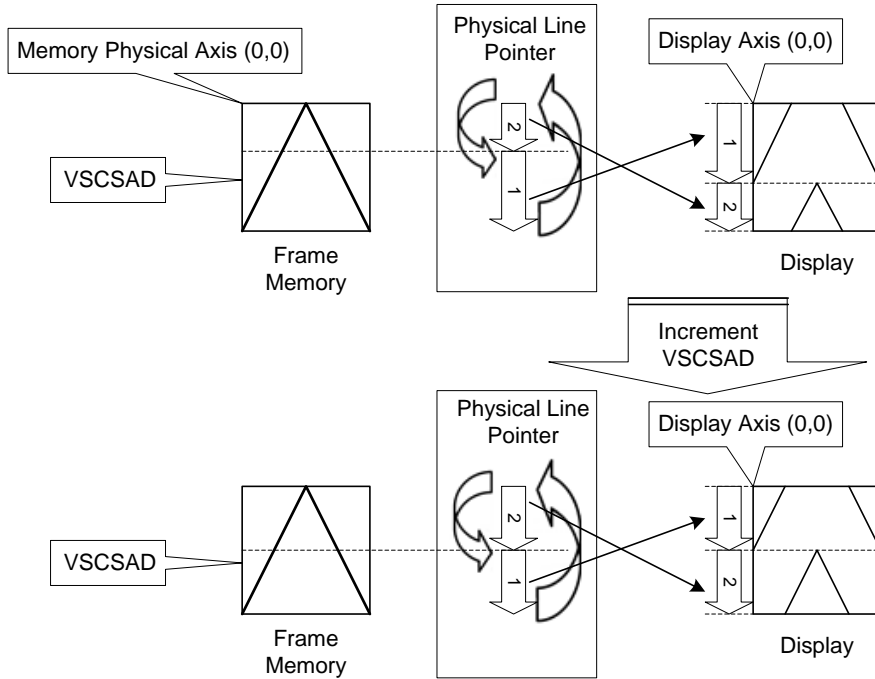 Physical Line
Pointer
Memory Physical Axis (0,0)
Display Axis (0,0)
2
1
1
2
VSCSAD
Frame
Memory
Display
Increment
VSCSAD
Physical Line
Pointer
Display Axis (0,0)
2
1
1
2
VSCSAD
Frame
Memory
Display